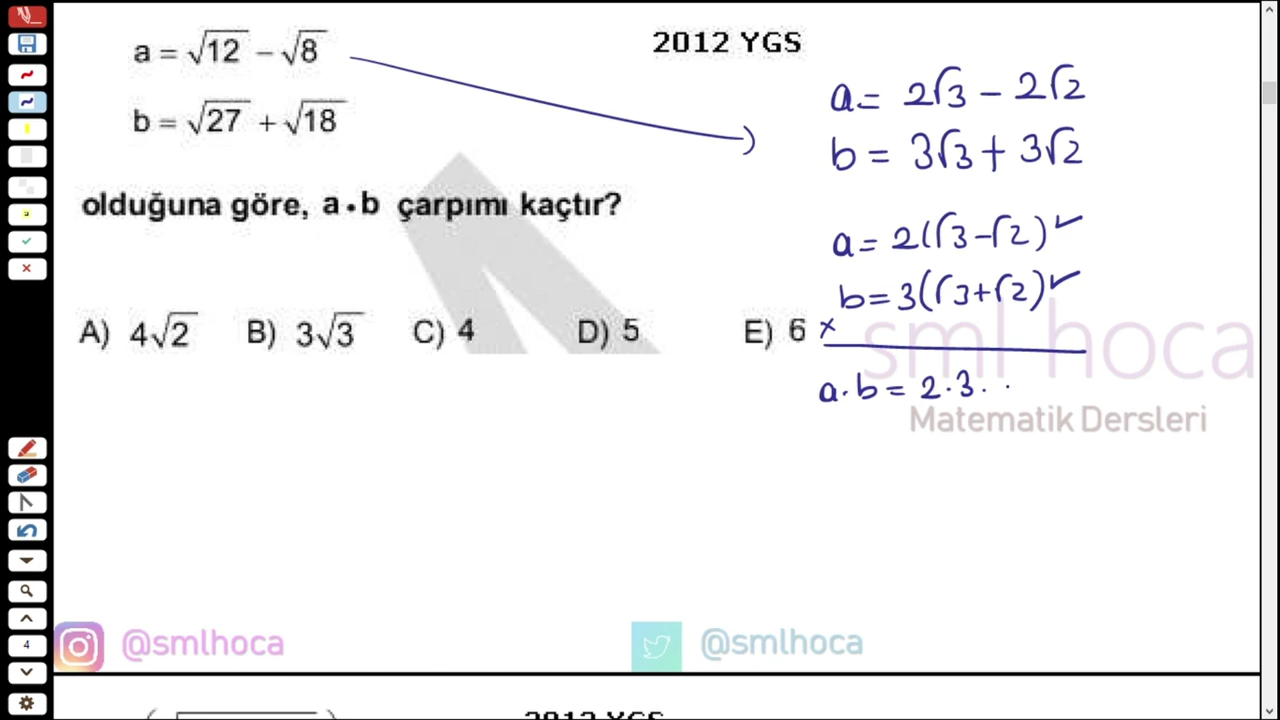 2012 YGS
a = √12 − √8
b = √27 + √18
olduğuna göre, a . b çarpımı kaçtır?
A) 4√2 B) 3√3 C) 4 D) 5 E) 6
a = 2√3 − 2√2
b = 3√3 + 3√2
a = 2(√3 − √2) ✓
b = 3(√3 + √2) ✓
×
a . b = 2 . 3 . .
sml hoca
Matematik Dersleri
@smlhoca
@smlhoca
4
2012 YGS